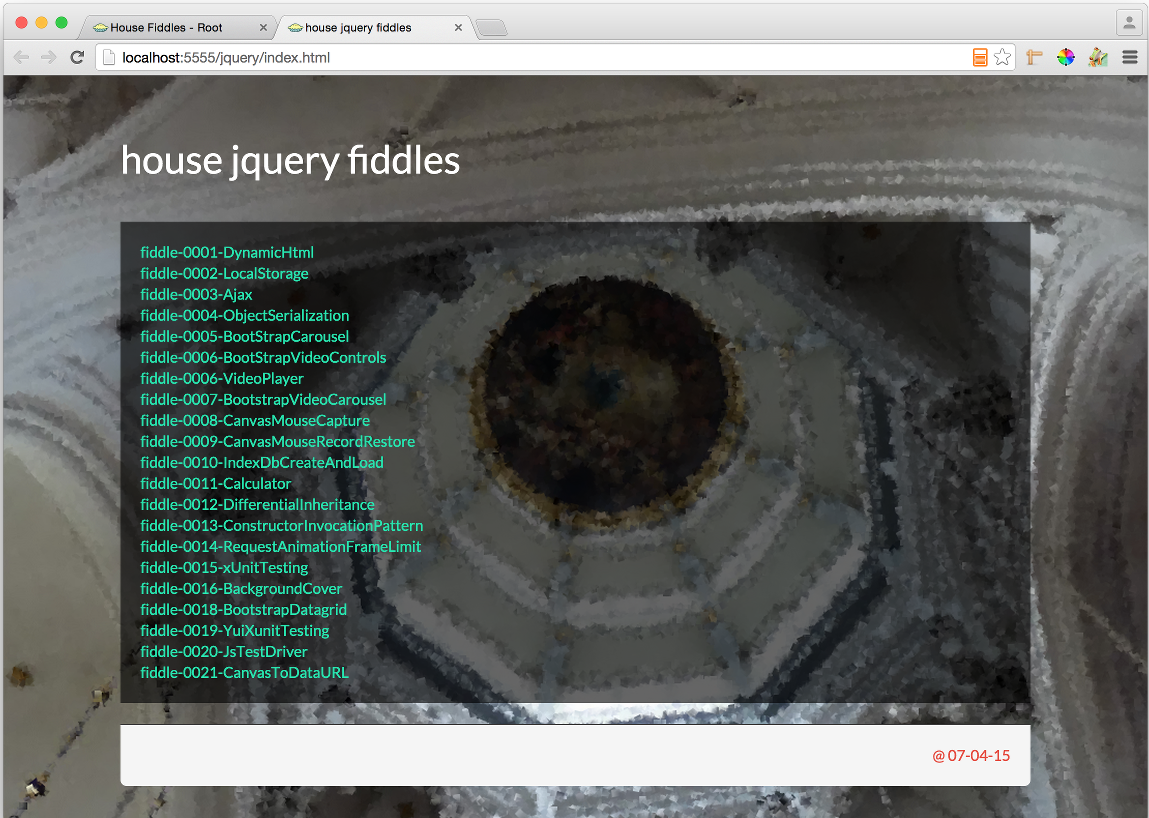 House Fiddles - Root
house jquery fiddles
localhost:5555/jquery/index.html
house jquery fiddles
fiddle-0001-DynamicHtml
fiddle-0002-LocalStorage
fiddle-0003-Ajax
fiddle-0004-ObjectSerialization
fiddle-0005-BootStrapCarousel
fiddle-0006-BootStrapVideoControls
fiddle-0006-VideoPlayer
fiddle-0007-BootstrapVideoCarousel
fiddle-0008-CanvasMouseCapture
fiddle-0009-CanvasMouseRecordRestore
fiddle-0010-IndexDbCreateAndLoad
fiddle-0011-Calculator
fiddle-0012-DifferentialInheritance
fiddle-0013-ConstructorInvocationPattern
fiddle-0014-RequestAnimationFrameLimit
fiddle-0015-xUnitTesting
fiddle-0016-BackgroundCover
fiddle-0018-BootstrapDatagrid
fiddle-0019-YuiXunitTesting
fiddle-0020-JsTestDriver
fiddle-0021-CanvasToDataURL
@ 07-04-15